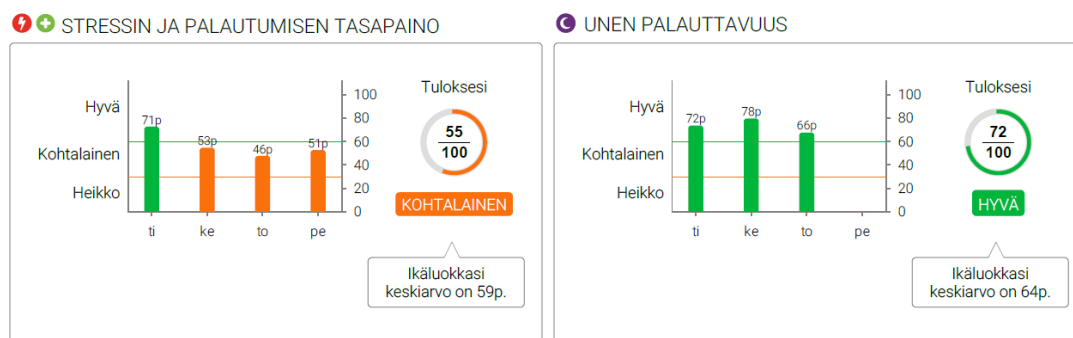 STRESSIN JA PALAUTUMISEN TASAPAINO
Hyvä
Kohtalainen
Heikko
71p
53p
46p
51p
100
80
60
40
20
0
ti
ke
to
pe
Tuloksesi
55
100
KOHTALAINEN
Ikäluokkasi
keskiarvo on 59p.
UNEN PALAUTTAVUUS
Hyvä
Kohtalainen
Heikko
72p
78p
66p
100
80
60
40
20
0
ti
ke
to
pe
Tuloksesi
72
100
HYVÄ
Ikäluokkasi
keskiarvo on 64p.